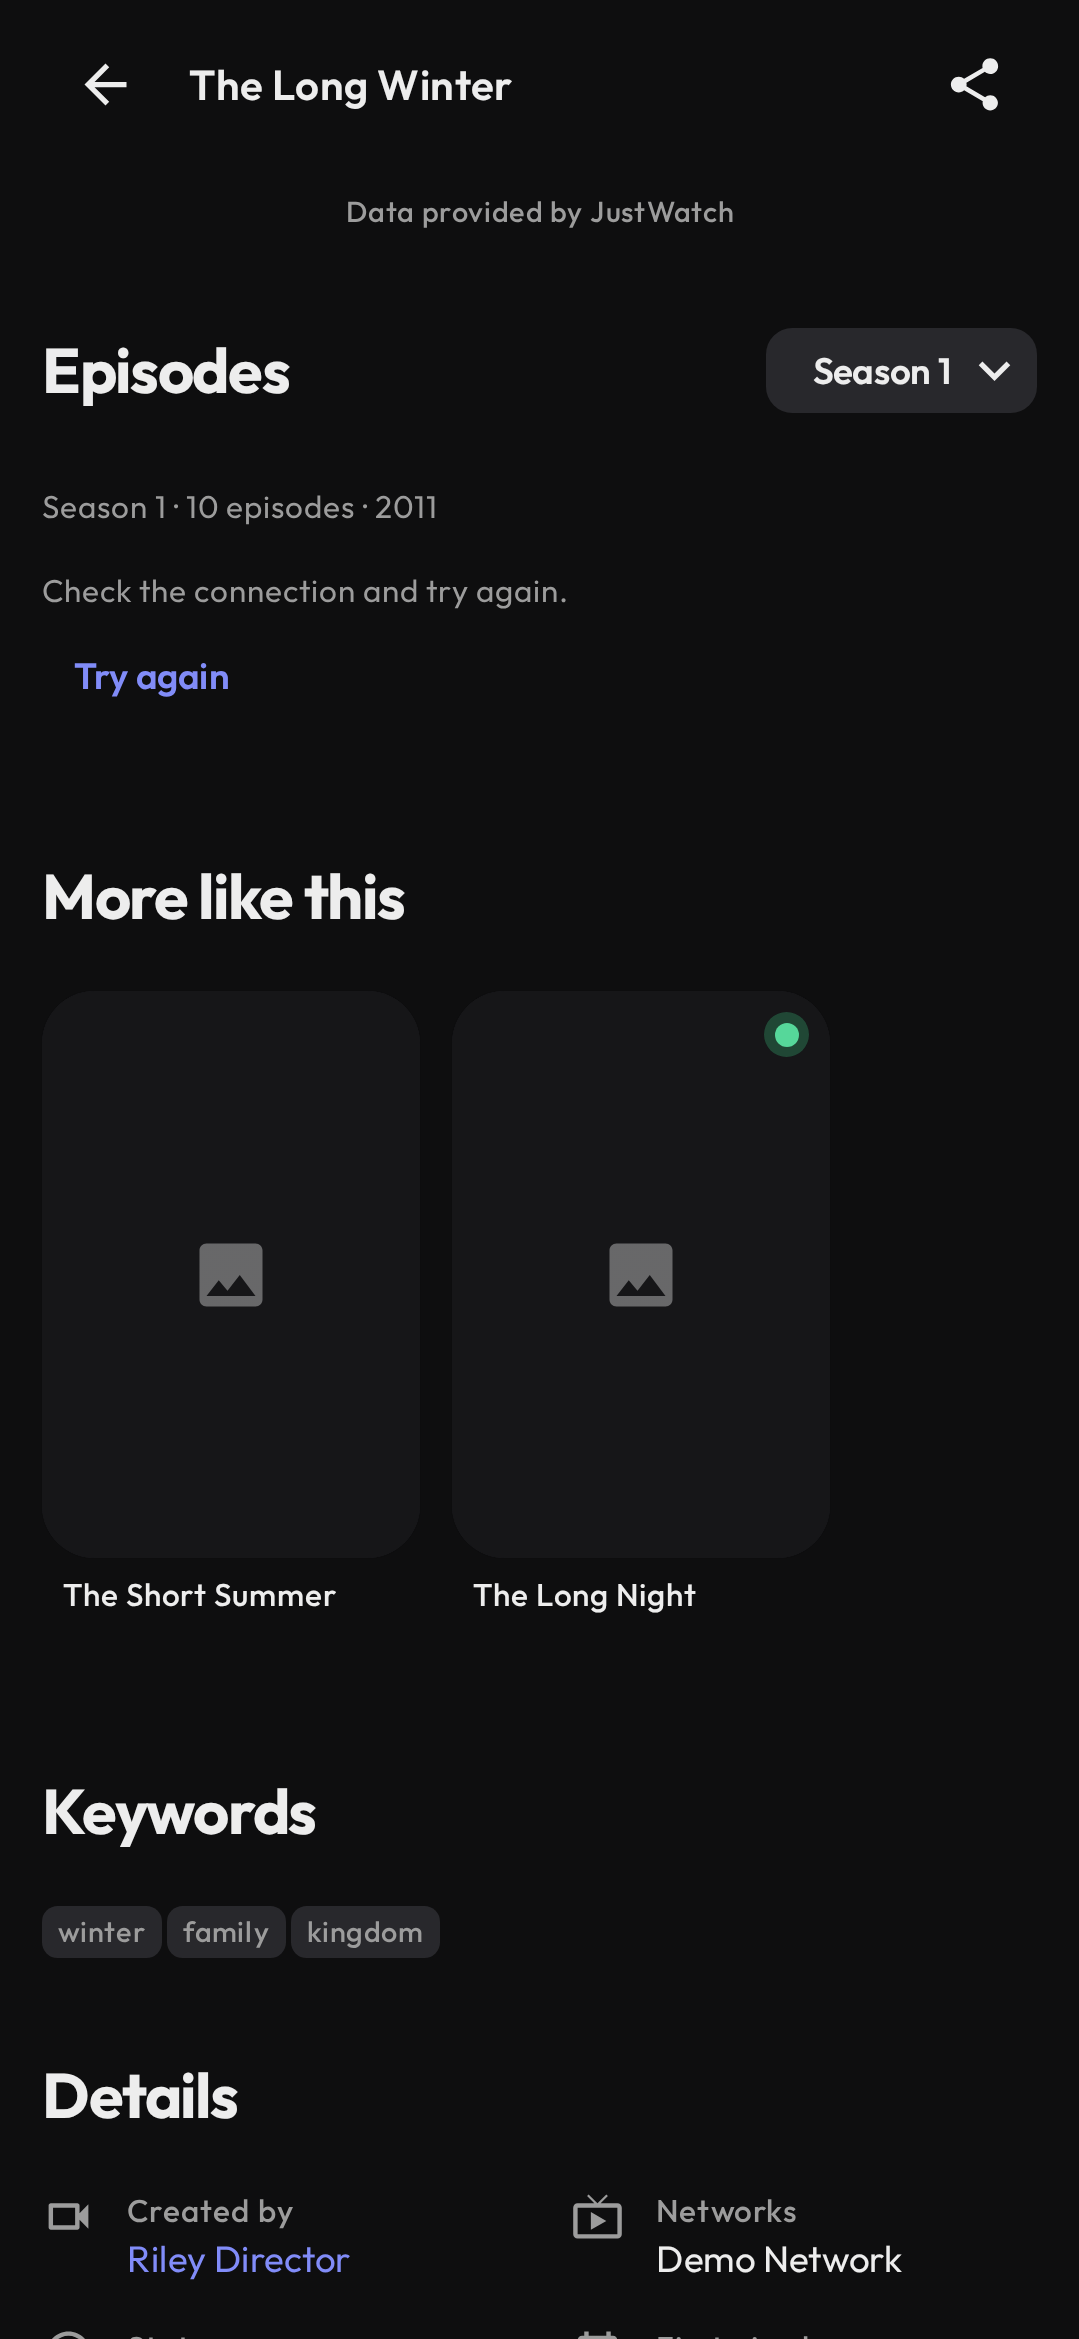 The Long Winter
Data provided by JustWatch
Episodes
Season 1
Season 1 · 10 episodes · 2011
Check the connection and try again.
Try again
More like this
The Short Summer
The Long Night
Keywords
winter family kingdom
Details
Created by
Riley Director
Networks
Demo Network